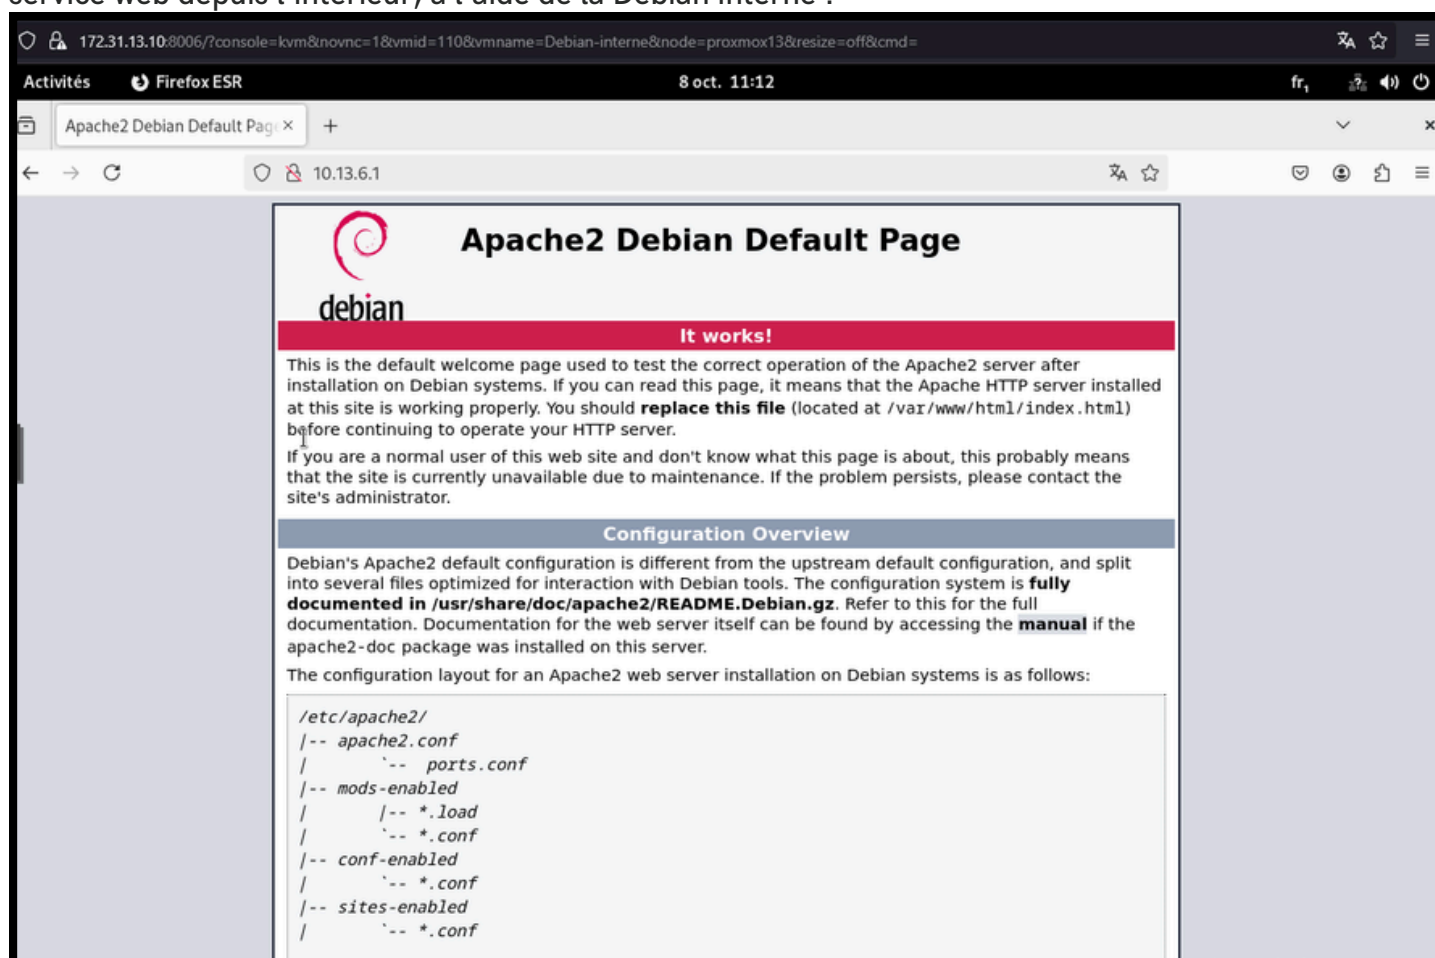 service web depuis l'intérieur, à l'aide de la Debian interne :
172.31.13.10:8006/?console=kvm&novnc=1&vmid=110&vmname=Debian-interne&node=proxmox13&resize=off&cmd=
Activités Firefox ESR 8 oct. 11:12 fr1
Apache2 Debian Default Pag
10.13.6.1
debian
Apache2 Debian Default Page
It works!
This is the default welcome page used to test the correct operation of the Apache2 server after
installation on Debian systems. If you can read this page, it means that the Apache HTTP server installed
at this site is working properly. You should replace this file (located at /var/www/html/index.html)
before continuing to operate your HTTP server.
If you are a normal user of this web site and don't know what this page is about, this probably means
that the site is currently unavailable due to maintenance. If the problem persists, please contact the
site's administrator.
Configuration Overview
Debian's Apache2 default configuration is different from the upstream default configuration, and split
into several files optimized for interaction with Debian tools. The configuration system is fully
documented in /usr/share/doc/apache2/README.Debian.gz. Refer to this for the full
documentation. Documentation for the web server itself can be found by accessing the manual if the
apache2-doc package was installed on this server.
The configuration layout for an Apache2 web server installation on Debian systems is as follows:
/etc/apache2/
|-- apache2.conf
|       `--  ports.conf
|-- mods-enabled
|       |-- *.load
|       `-- *.conf
|-- conf-enabled
|       `-- *.conf
|-- sites-enabled
|       `-- *.conf